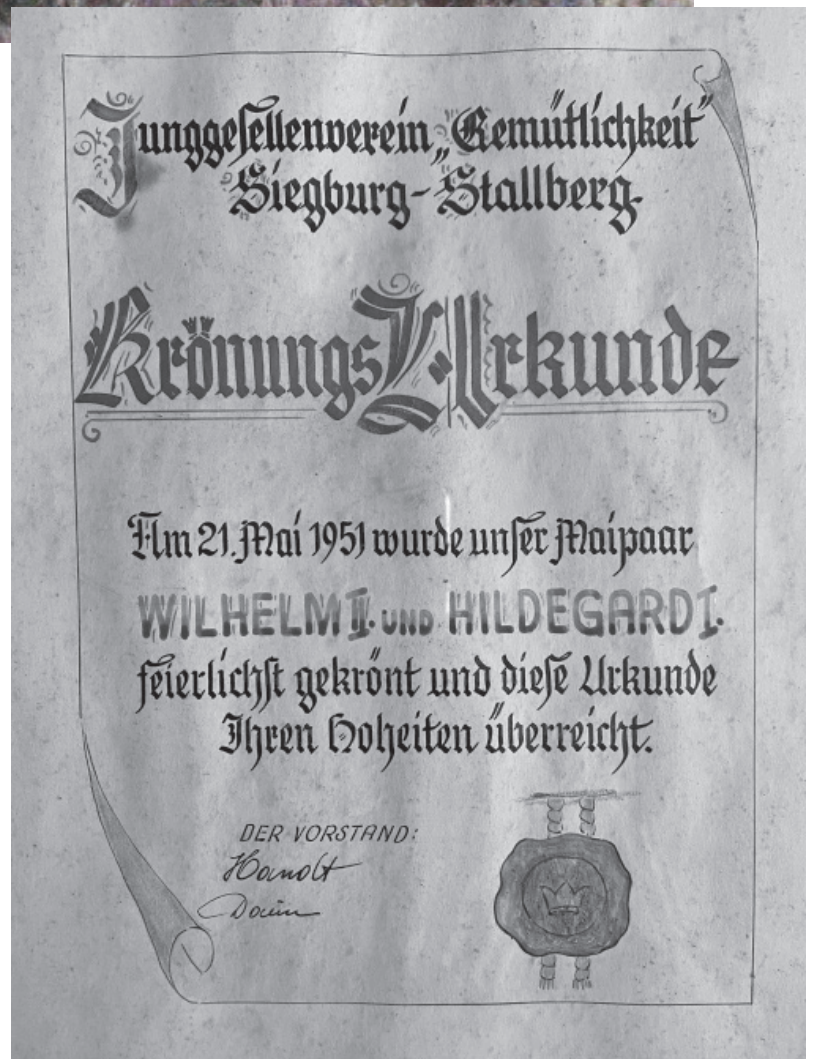 Junggesellenverein „Gemütlichkeit”
Siegburg-Stallberg.
Krönungs Urkunde
Am 21. Mai 1951 wurde unser Maipaar
WILHELM II. UND HILDEGARD I.
feierlichst gekrönt und diese Urkunde
Ihren Hoheiten überreicht.
DER VORSTAND: